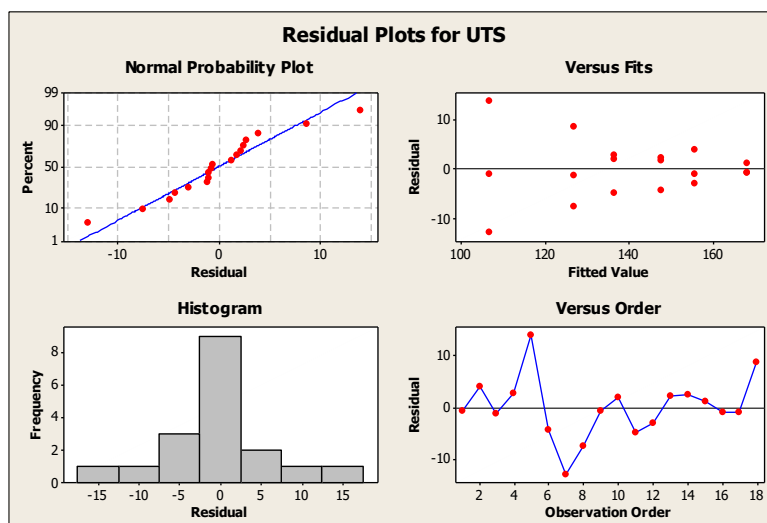 Residual Plots for UTS
Normal Probability Plot
99
90
50
10
1
Percent
-10 0 10
Residual
Versus Fits
10
0
-10
Residual
100 120 140 160
Fitted Value
Histogram
8
6
4
2
0
Frequency
-15 -10 -5 0 5 10 15
Residual
Versus Order
10
0
-10
Residual
2 4 6 8 10 12 14 16 18
Observation Order